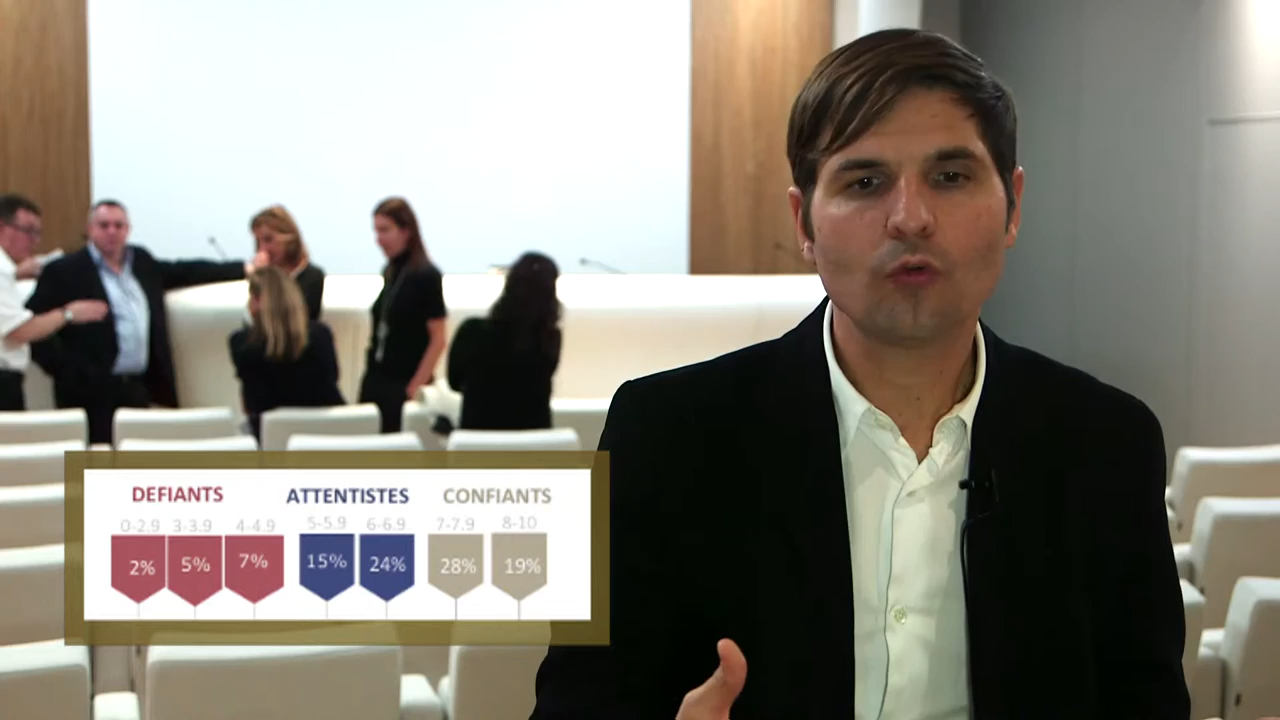 DEFIANTS ATTENTISTES CONFIANTS
0-2.9 3-3.9 4-4.9 5-5.9 6-6.9 7-7.9 8-10
2% 5% 7% 15% 24% 28% 19%